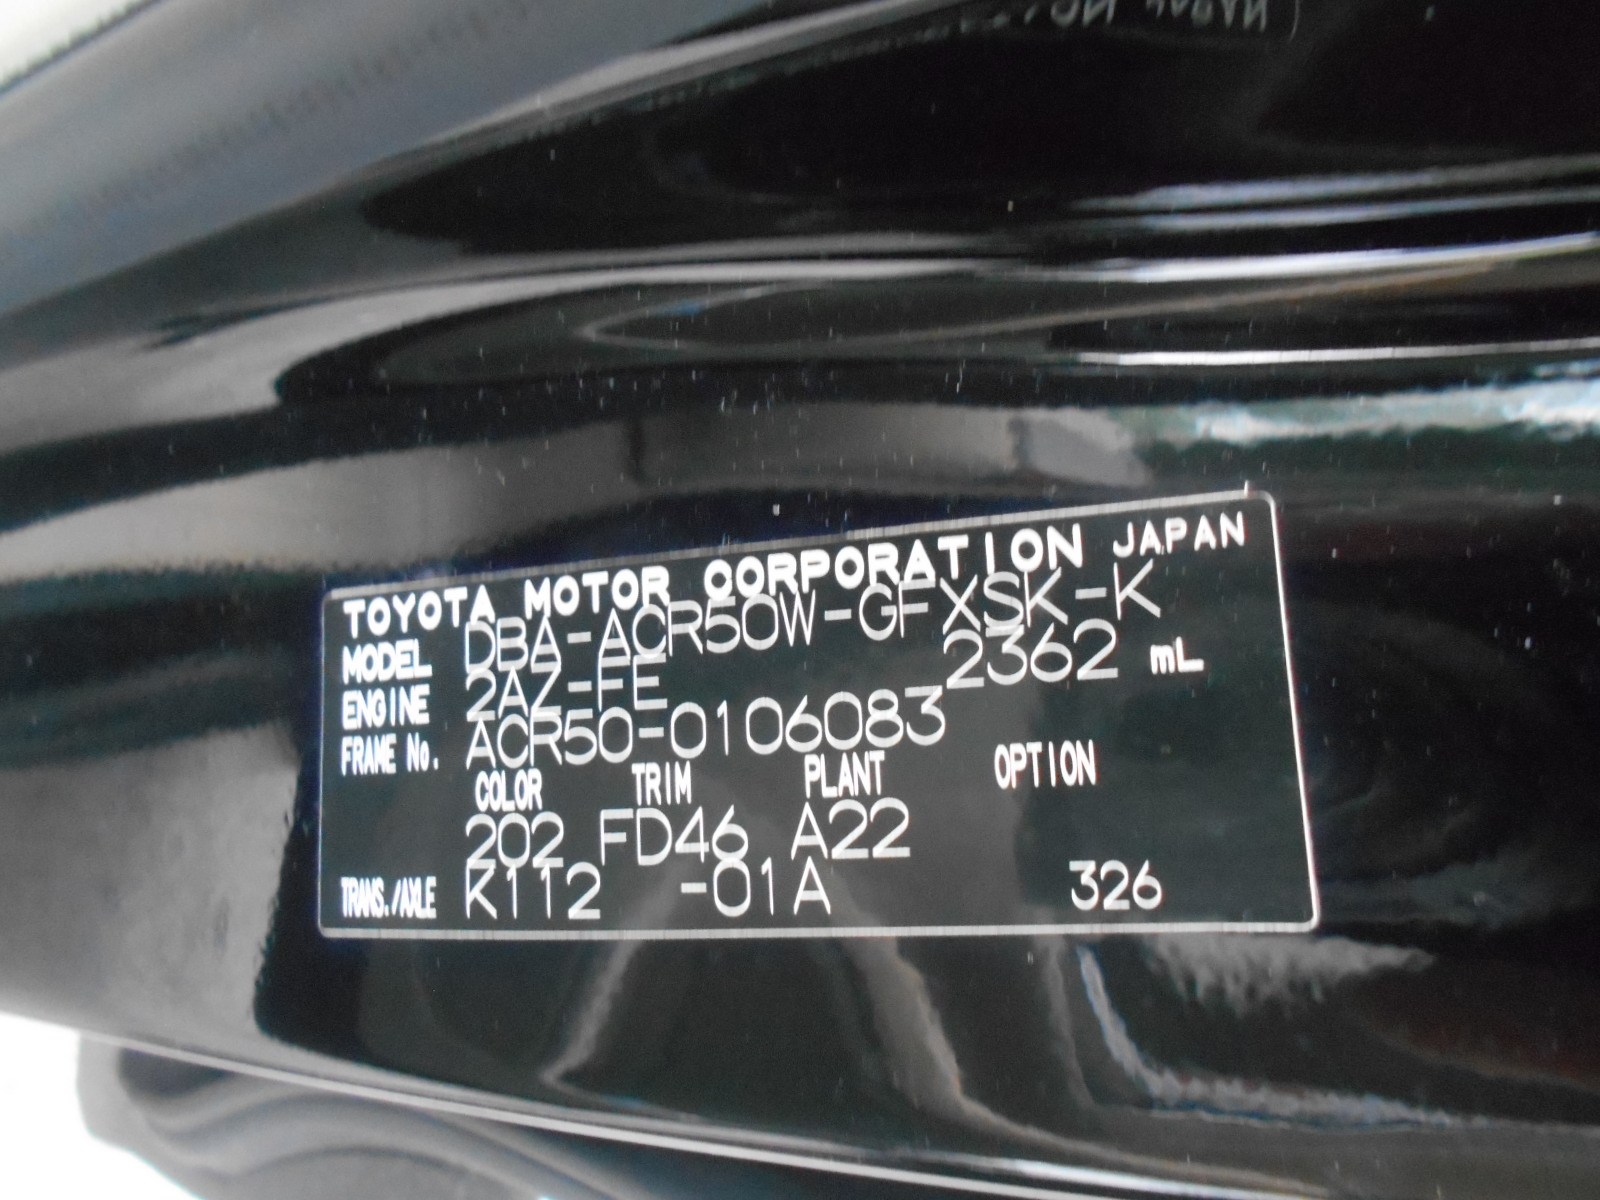 TOYOTA MOTOR CORPORATION JAPAN
MODEL DBA-ACR50W-GFXSK-K
ENGINE 2AZ-FE 2362 mL
FRAME No. ACR50-0106083
COLOR TRIM PLANT OPTION
202 FD46 A22
TRANS./AXLE K112 -01A 326